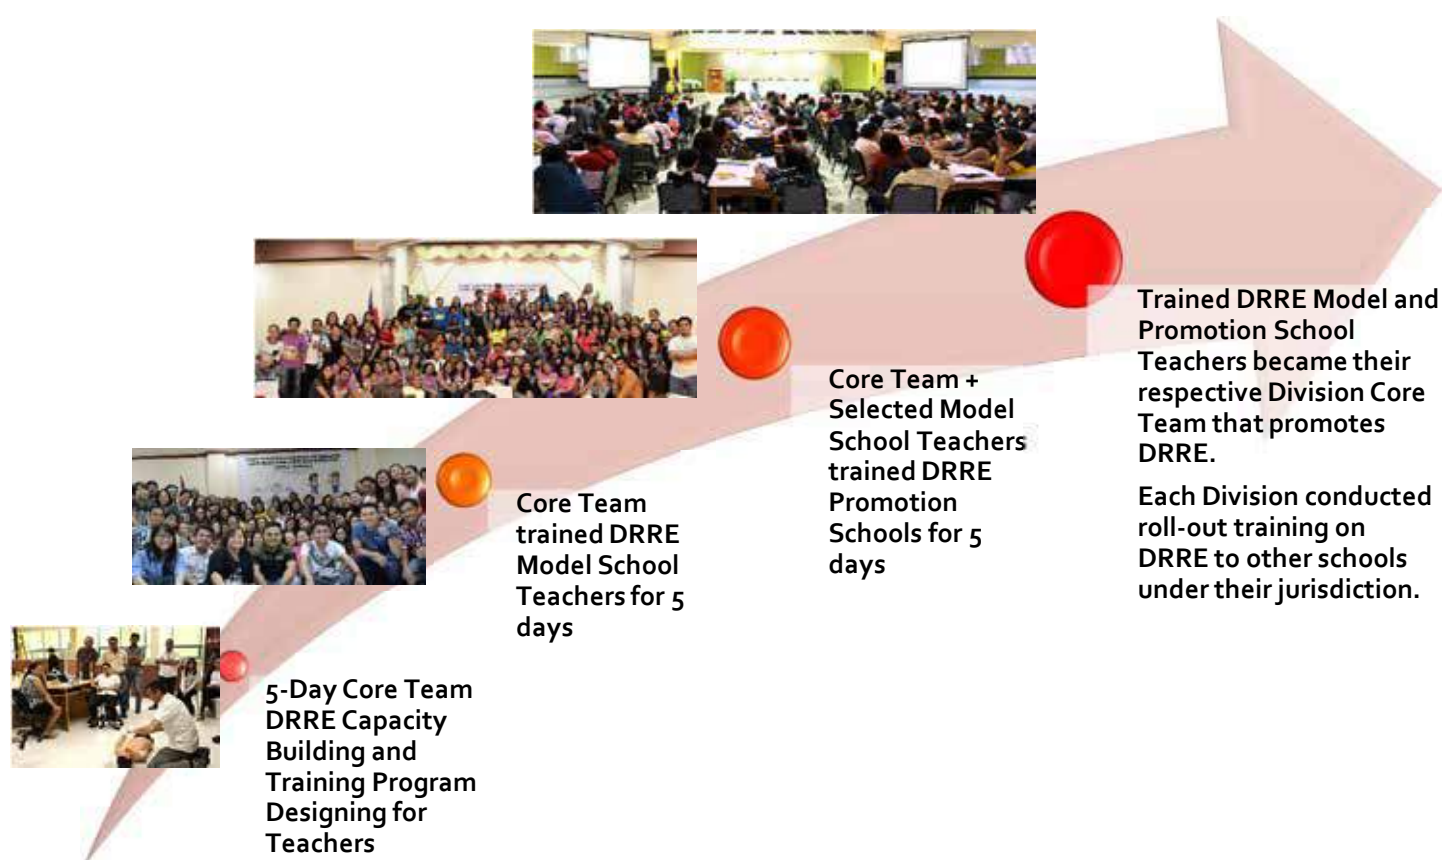 5-Day Core Team
DRRE Capacity
Building and
Training Program
Designing for
Teachers
Core Team
trained DRRE
Model School
Teachers for 5
days
Core Team +
Selected Model
School Teachers
trained DRRE
Promotion
Schools for 5
days
Trained DRRE Model and
Promotion School
Teachers became their
respective Division Core
Team that promotes
DRRE.
Each Division conducted
roll-out training on
DRRE to other schools
under their jurisdiction.